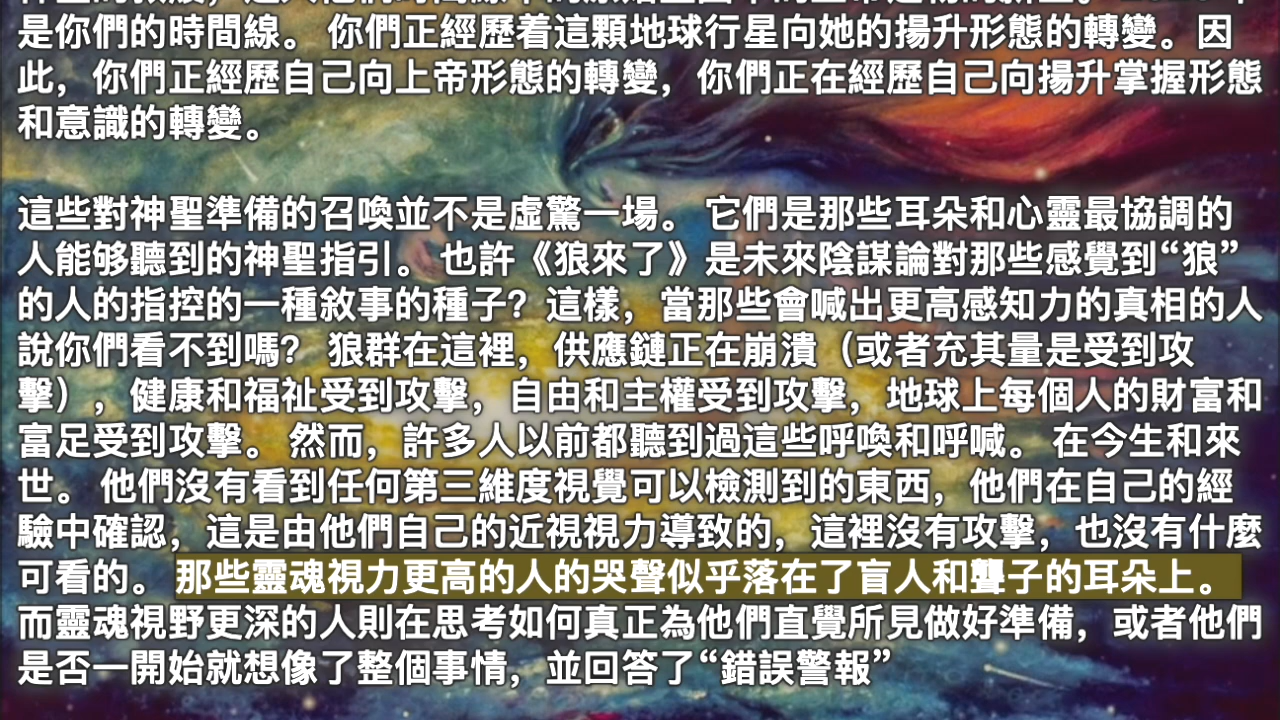 是你們的時間線。 你們正經歷着這顆地球行星向她的揚升形態的轉變。因
此，你們正經歷自己向上帝形態的轉變，你們正在經歷自己向揚升掌握形態
和意識的轉變。
這些對神聖準備的召喚並不是虛驚一場。 它們是那些耳朵和心靈最協調的
人能够聽到的神聖指引。 也許《狼來了》是未來陰謀論對那些感覺到“狼”
的人的指控的一種敘事的種子？這樣，當那些會喊出更高感知力的真相的人
說你們看不到嗎？ 狼群在這裡，供應鏈正在崩潰（或者充其量是受到攻
擊），健康和福祉受到攻擊，自由和主權受到攻擊，地球上每個人的財富和
富足受到攻擊。 然而，許多人以前都聽到過這些呼喚和呼喊。 在今生和來
世。 他們沒有看到任何第三維度視覺可以檢測到的東西，他們在自己的經
驗中確認，這是由他們自己的近視視力導致的，這裡沒有攻擊，也沒有什麼
可看的。 那些靈魂視力更高的人的哭聲似乎落在了盲人和聾子的耳朵上。
而靈魂視野更深的人則在思考如何真正為他們直覺所見做好準備，或者他們
是否一開始就想像了整個事情，並回答了“錯誤警報”